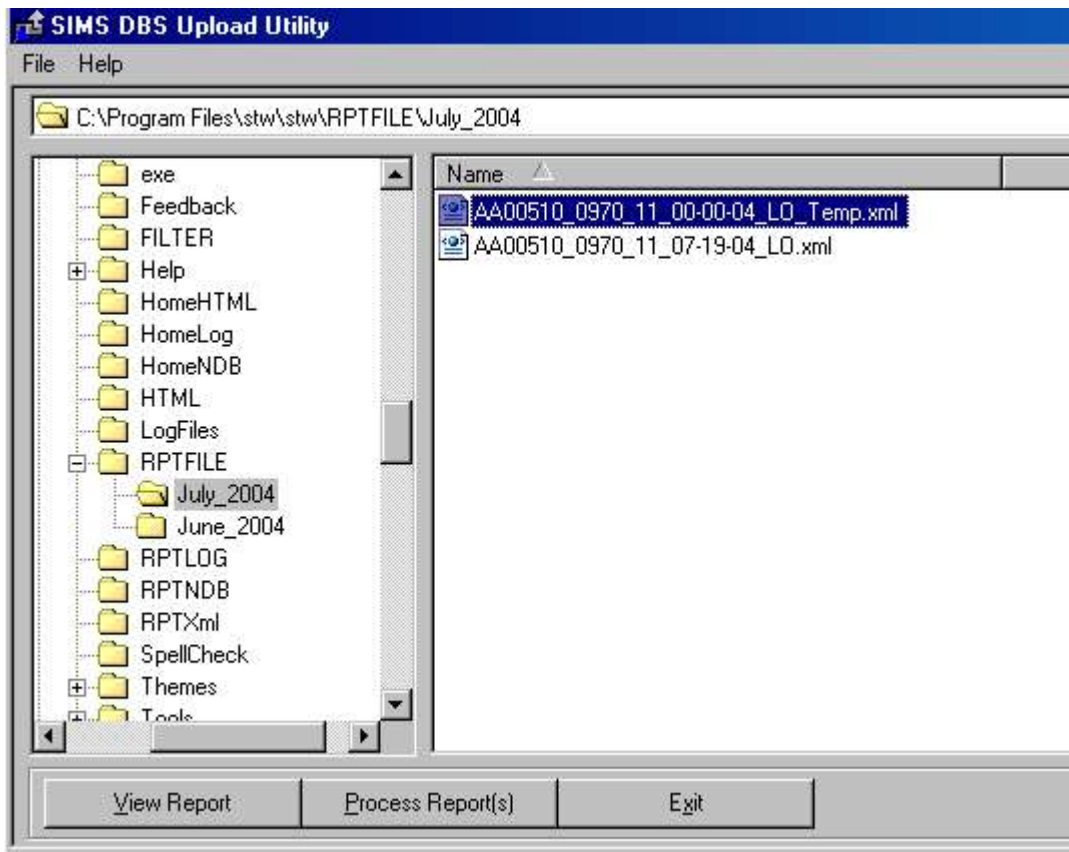 SIMS DBS Upload Utility
File Help
C:\Program Files\stw\stw\RPTFILE\July_2004
exe
Feedback
FILTER
Help
HomeHTML
HomeLog
HomeNDB
HTML
LogFiles
RPTFILE
July_2004
June_2004
RPTLOG
RPTNDB
RPTXml
SpellCheck
Themes
Tools
Name
AA00510_0970_11_00-00-04_LO_Temp.xml
AA00510_0970_11_07-19-04_LO.xml
View Report Process Report(s) Exit